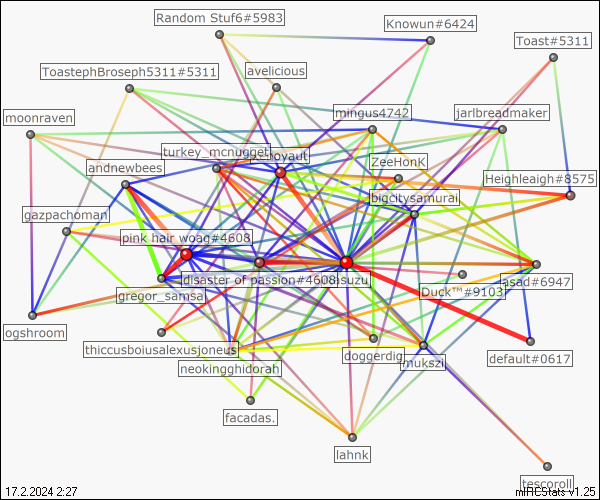 Random Stuf6#5983
Knowun#6424
Toast#5311
ToastephBroseph5311#5311
avelicious
moonraven
mingus4742
jarlbreadmaker
turkey_mcnugget
oyaut
andnewbees
ZeeHonK
Heighleaigh#8575
bigcitysamurai
gazpachoman
pink hair woag#4608
disaster of passion#4608
suzu
Duck™#9103
asad#6947
gregor_samsa
ogshroom
thiccusboiusalexusjoneus
doggerdig
mukszi
default#0617
neokingghidorah
facadas.
lahnk
tescoroll
17.2.2024 2:27
mIRCStats v1.25